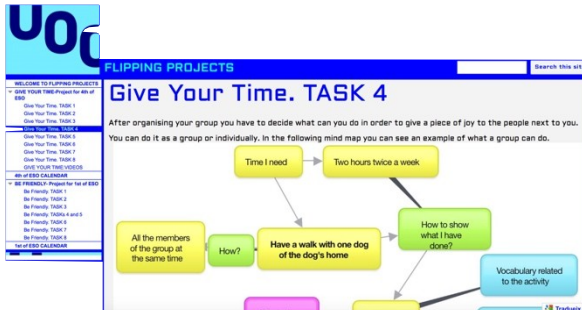 UOC
WELCOME TO FLIPPING PROJECTS
GIVE YOUR TIME-Project for 4th of
ESO
Give Your Time. TASK 1
Give Your Time. TASK 2
Give Your Time. TASK 3
Give Your Time. TASK 4
Give Your Time. TASK 5
Give Your Time. TASK 6
Give Your Time. TASK 7
Give Your Time. TASK 8
GIVE YOUR TIME:VIDEOS
4th of ESO CALENDAR
BE FRIENDLY- Project for 1st of ESO
Be Friendly. TASK 1
Be Friendly. TASK 2
Be Friendly. TASK 3
Be Friendly. TASKs 4 and 5
Be Friendly. TASK 6
Be Friendly. TASK 7
Be Friendly. TASK 8
1st of ESO CALENDAR
FLIPPING PROJECTS
Search this sit
Give Your Time. TASK 4
After organising your group you have to decide what can you do in order to give a piece of joy to the people next to you.
You can do it as a group or individually. In the following mind map you can see an example of what a group can do.
Time I need
Two hours twice a week
All the members
of the group at
the same time
How?
Have a walk with one dog
of the dog's home
How to show
what I have
done?
Vocabulary related
to the activity